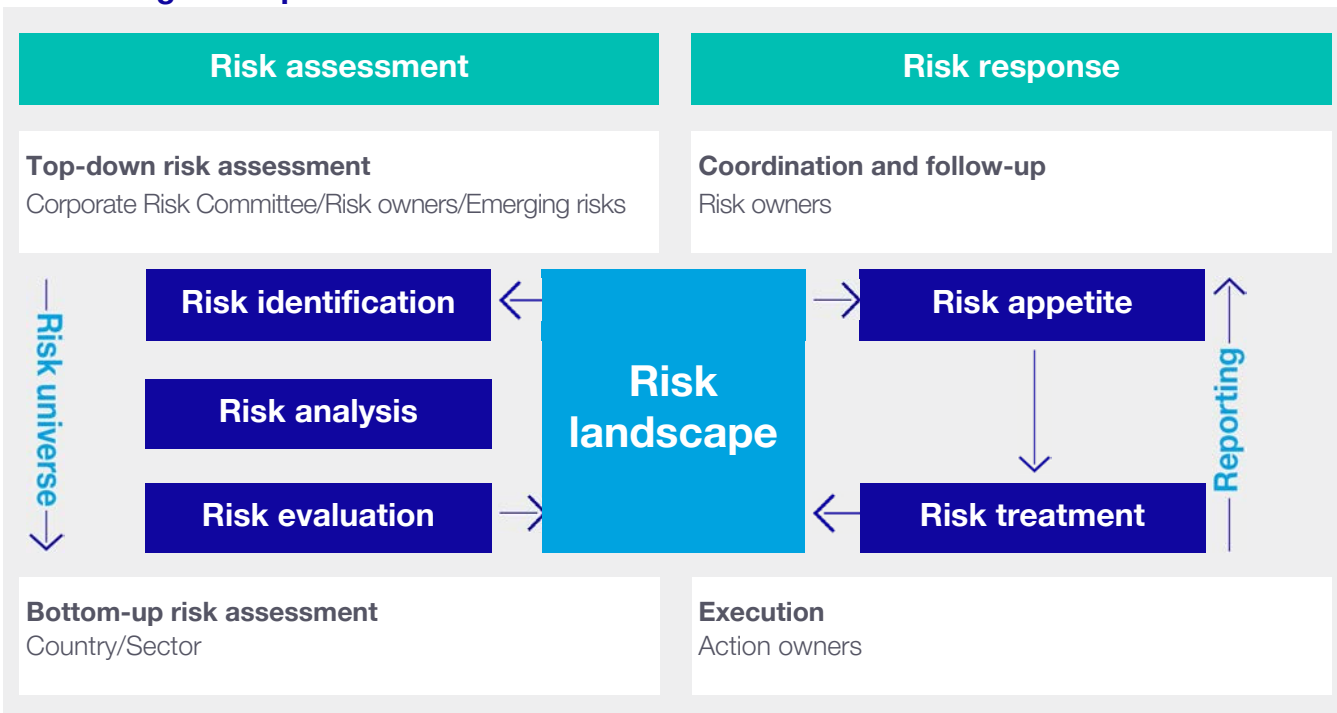 Risk assessment
Risk response
Top-down risk assessment
Corporate Risk Committee/Risk owners/Emerging risks
Coordination and follow-up
Risk owners
Risk universe
Risk identification
Risk analysis
Risk evaluation
Risk
landscape
Risk appetite
Risk treatment
Reporting
Bottom-up risk assessment
Country/Sector
Execution
Action owners